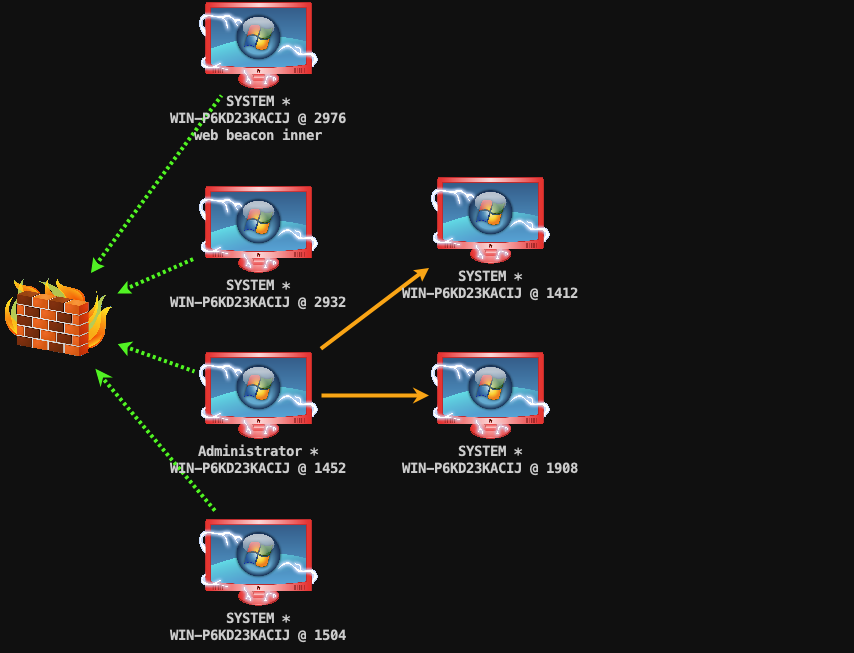 SYSTEM *
WIN-P6KD23KACIJ @ 2976
web beacon inner
SYSTEM *
WIN-P6KD23KACIJ @ 2932
SYSTEM *
WIN-P6KD23KACIJ @ 1412
Administrator *
WIN-P6KD23KACIJ @ 1452
SYSTEM *
WIN-P6KD23KACIJ @ 1908
SYSTEM *
WIN-P6KD23KACIJ @ 1504